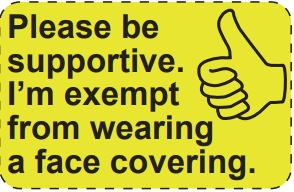 Please be
supportive.
I'm exempt
from wearing
a face covering.